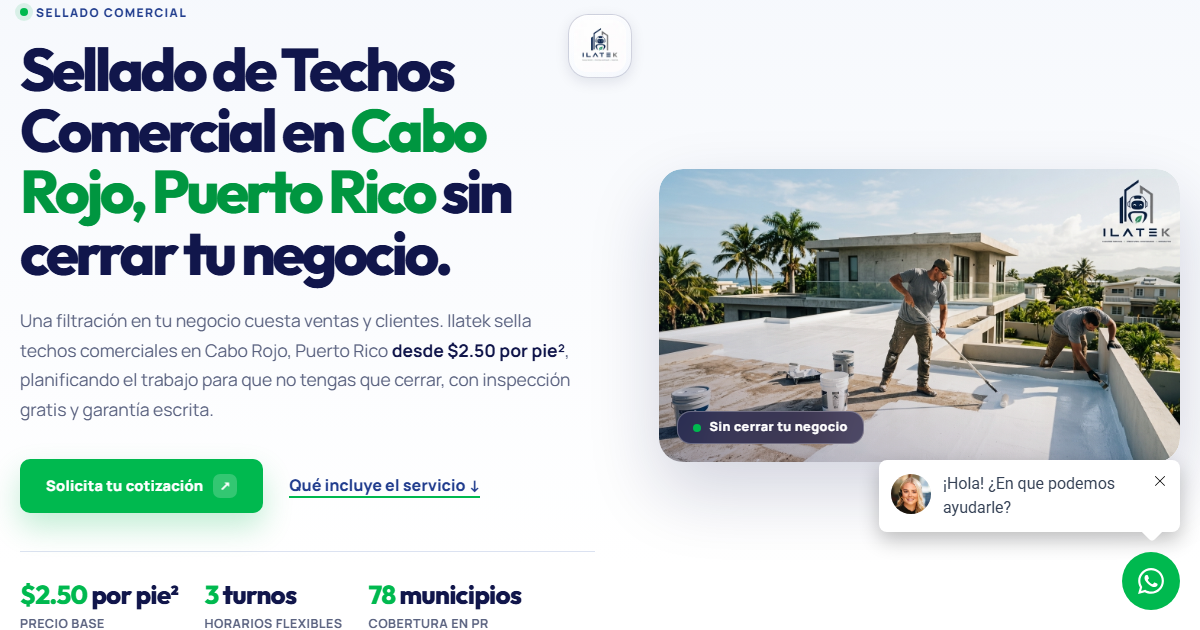 SELLADO COMERCIAL
ILATEK
Sellado de Techos
Comercial en Cabo
Rojo, Puerto Rico sin
cerrar tu negocio.
Una filtración en tu negocio cuesta ventas y clientes. Ilatek sella
techos comerciales en Cabo Rojo, Puerto Rico desde $2.50 por pie²,
planificando el trabajo para que no tengas que cerrar, con inspección
gratis y garantía escrita.
Solicita tu cotización ↗
Qué incluye el servicio ↓
$2.50 por pie²
PRECIO BASE
3 turnos
HORARIOS FLEXIBLES
78 municipios
COBERTURA EN PR
ILATEK
Sin cerrar tu negocio
¡Hola! ¿En que podemos
ayudarle?